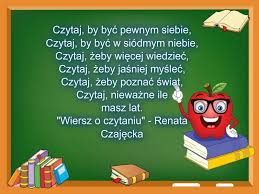 Czytaj, by być pewnym siebie,
Czytaj, by być w siódmym niebie,
Czytaj, żeby więcej wiedzieć,
Czytaj, żeby jaśniej myśleć,
Czytaj, żeby poznać świat,
Czytaj, nieważne ile
masz lat.
"Wiersz o czytaniu" - Renata
Czajęcka